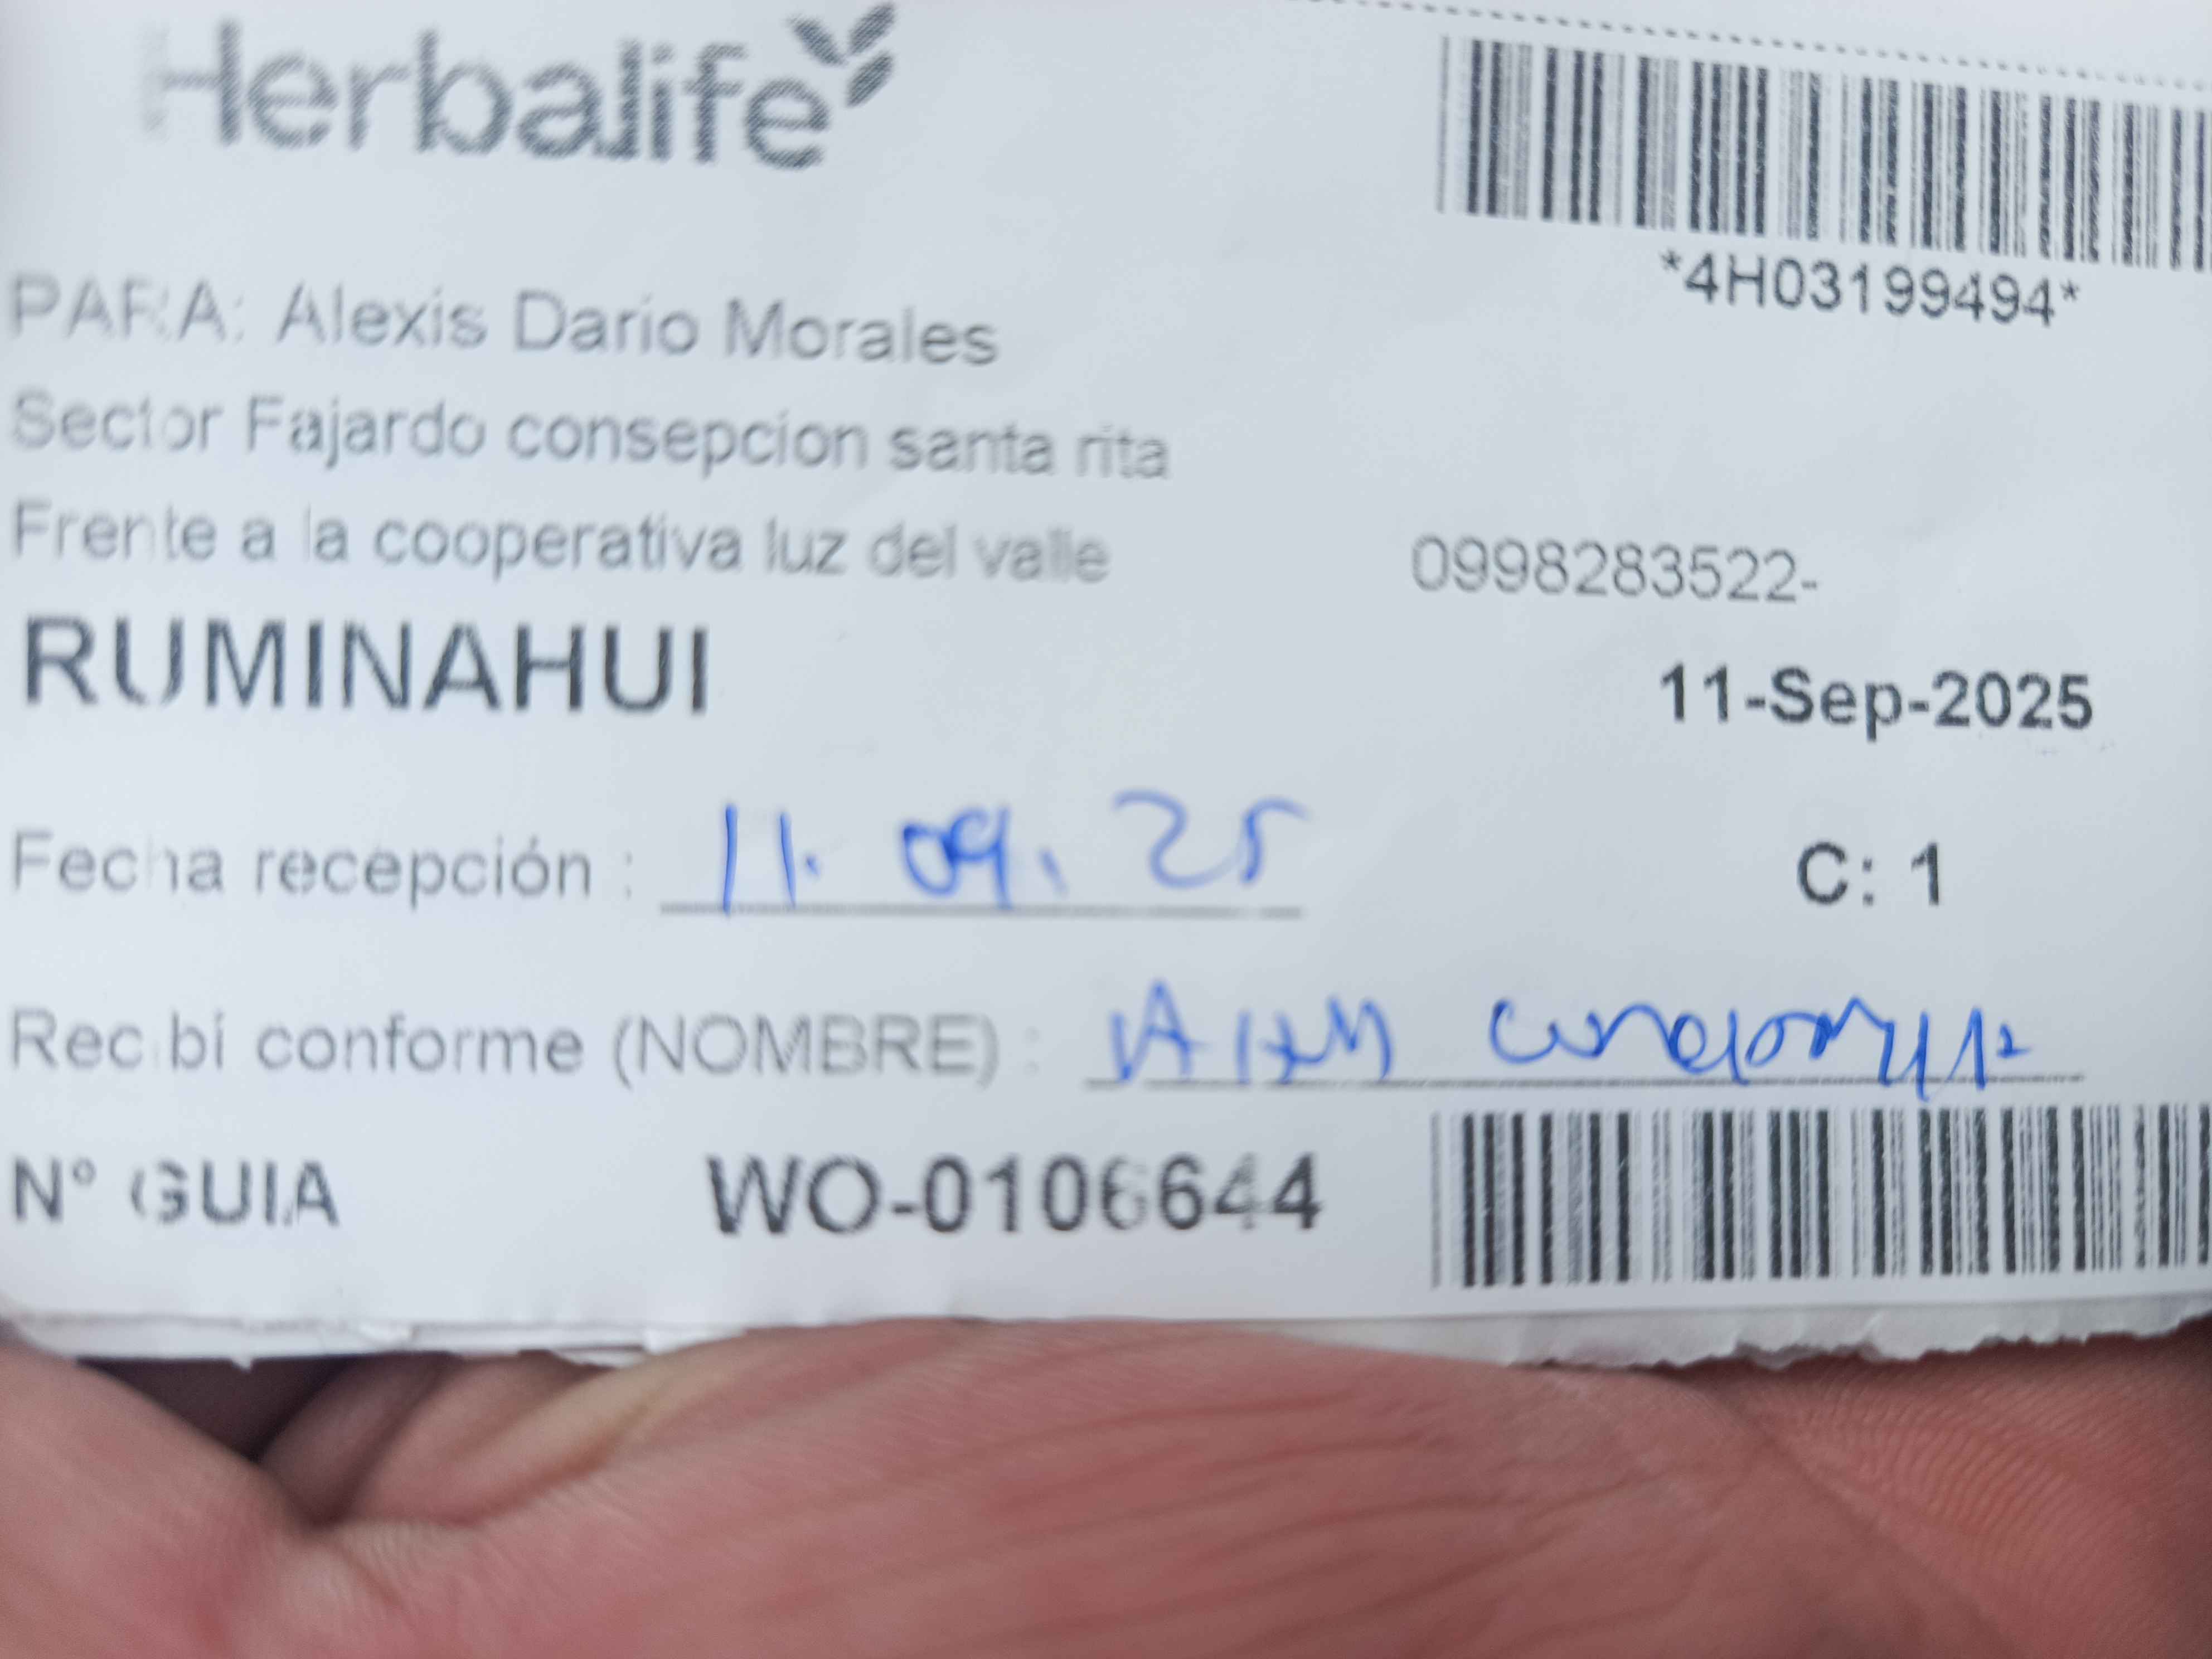 Herbalife
*4H03199494*
PARA: Alexis Dario Morales
Sector Fajardo consepcion santa rita
Frente a la cooperativa luz del valle 0998283522-
RUMINAHUI 11-Sep-2025
Fecha recepción : 11. 09. 25 C: 1
Recibí conforme (NOMBRE) :
N° GUIA WO-0106644